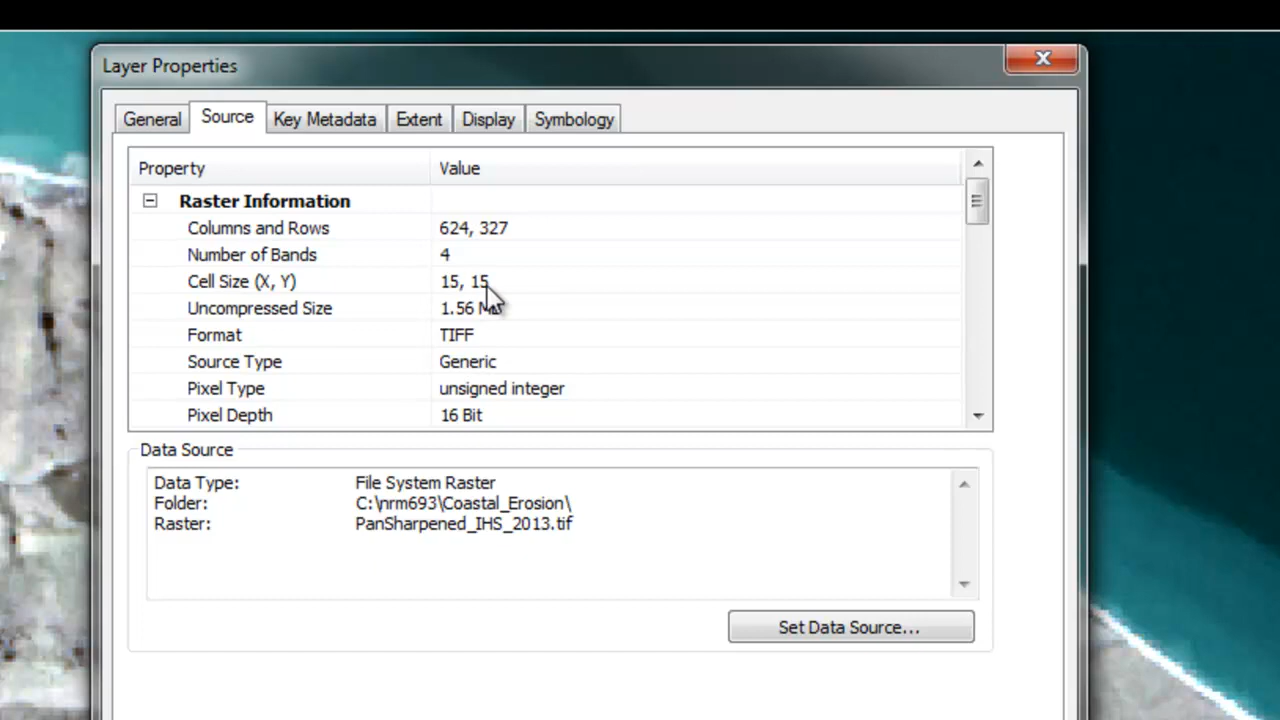 Layer Properties
General Source Key Metadata Extent Display Symbology
Property Value
Raster Information
Columns and Rows 624, 327
Number of Bands 4
Cell Size (X, Y) 15, 15
Uncompressed Size 1.56
Format TIFF
Source Type Generic
Pixel Type unsigned integer
Pixel Depth 16 Bit
Data Source
Data Type: File System Raster
Folder: C:\nrm693\Coastal_Erosion\
Raster: PanSharpened_IHS_2013.tif
Set Data Source...